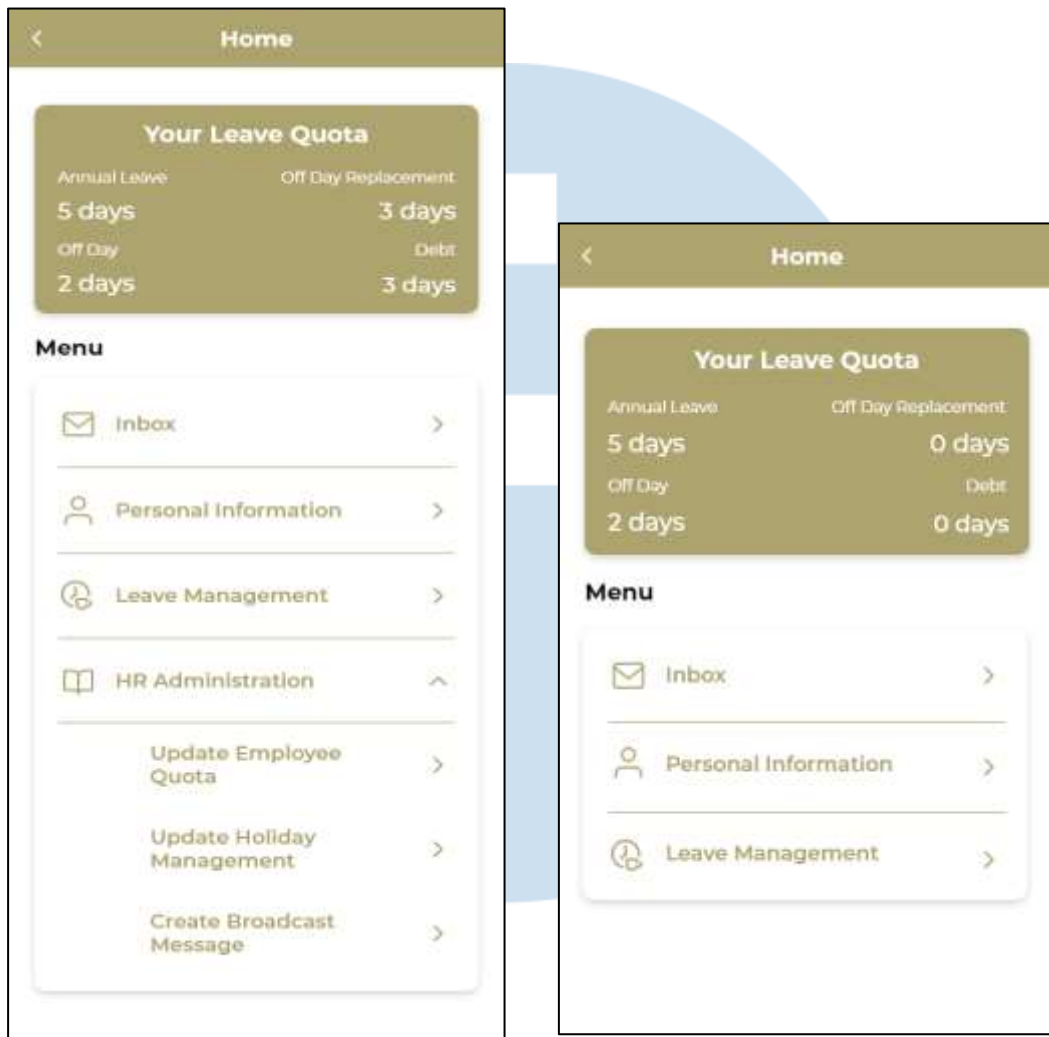 Home
Your Leave Quota
Annual Leave Off Day Replacement
5 days 3 days
Off Day Debt
2 days 3 days
Menu
Inbox
Personal Information
Leave Management
HR Administration
Update Employee
Quota
Update Holiday
Management
Create Broadcast
Message
Home
Your Leave Quota
Annual Leave Off Day Replacement
5 days 0 days
Off Day Debt
2 days 0 days
Menu
Inbox
Personal Information
Leave Management